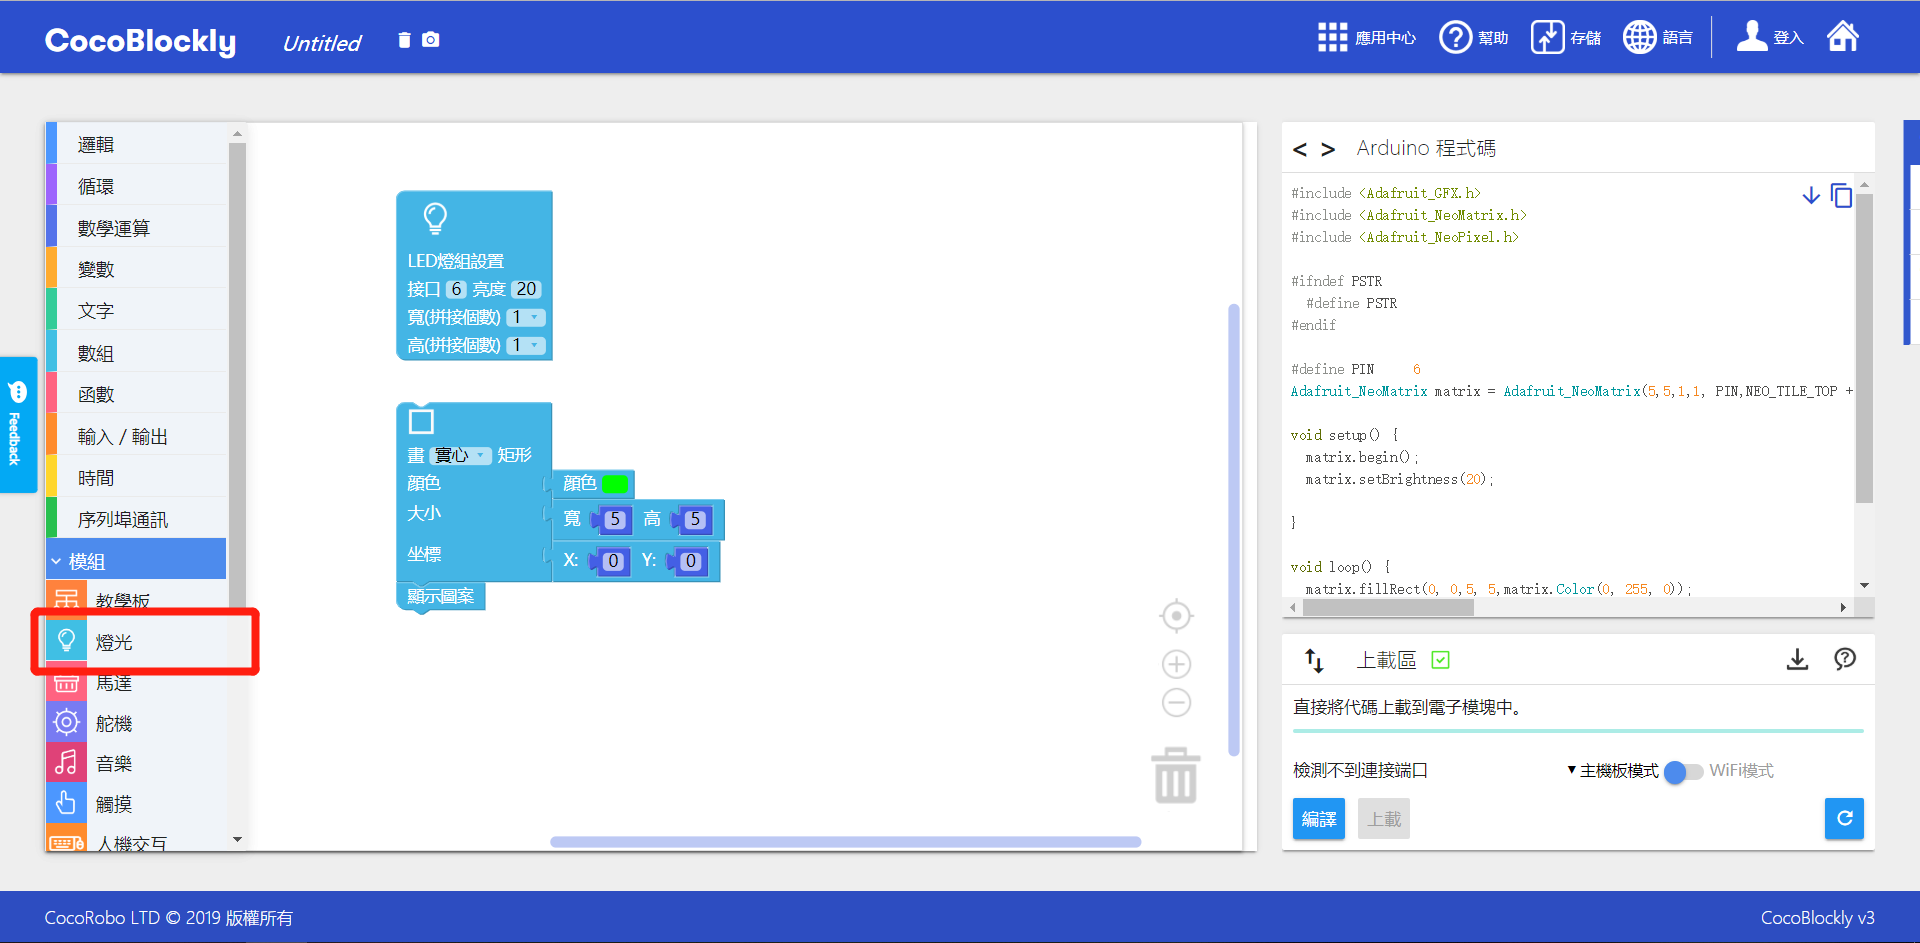 CocoBlockly
Untitled
應用中心
幫助
存儲
語言
登入
邏輯
循環
數學運算
變數
文字
數組
函數
輸入 / 輸出
時間
序列埠通訊
模組
教學板
燈光
馬達
舵機
音樂
觸摸
人機交互
Feedback
LED燈組設置
接口 6 亮度 20
寬(拼接個數) 1
高(拼接個數) 1
畫 實心 矩形
顏色 顏色
大小 寬 5 高 5
坐標 X: 0 Y: 0
顯示圖案
< > Arduino 程式碼
#include <Adafruit_GFX.h>
#include <Adafruit_NeoMatrix.h>
#include <Adafruit_NeoPixel.h>
#ifndef PSTR
#define PSTR
#endif
#define PIN 6
Adafruit_NeoMatrix matrix = Adafruit_NeoMatrix(5,5,1,1, PIN,NEO_TILE_TOP +
void setup() {
matrix.begin();
matrix.setBrightness(20);
}
void loop() {
matrix.fillRect(0, 0,5, 5,matrix.Color(0, 255, 0));
上載區
直接將代碼上載到電子模塊中。
檢測不到連接端口
主機板模式 WiFi模式
編譯 上載
CocoRobo LTD © 2019 版權所有
CocoBlockly v3